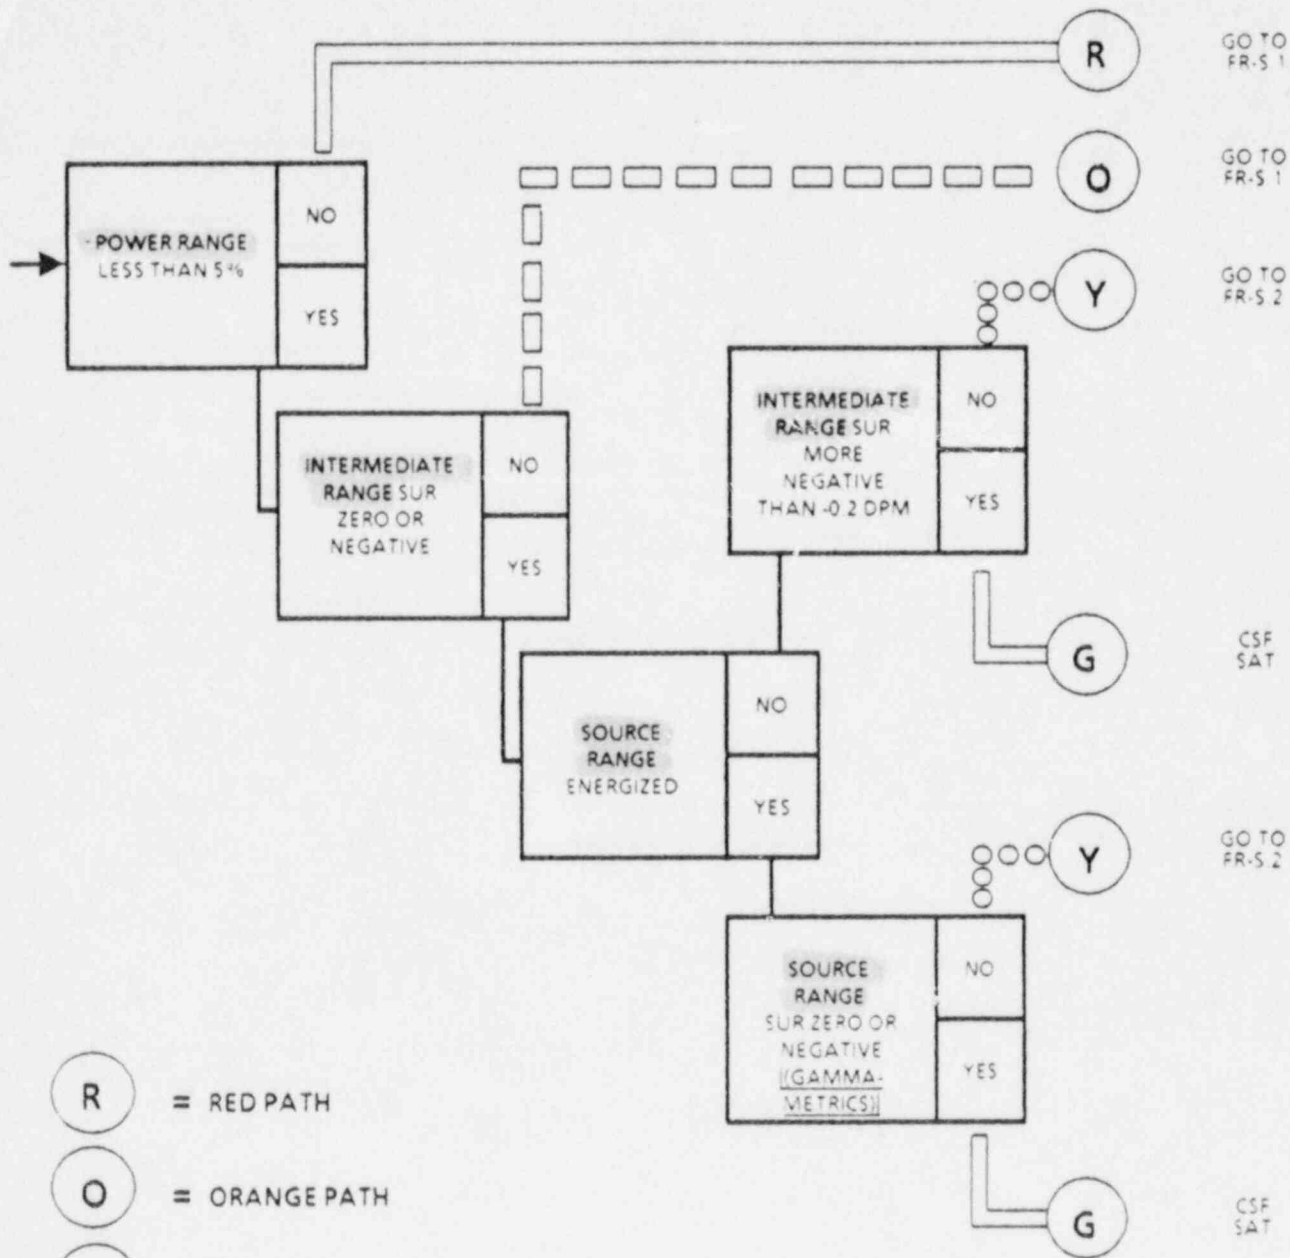 R
GO TO
FR-S.1
O
GO TO
FR-S.1
- POWER RANGE
LESS THAN 5%
NO
YES
Y
GO TO
FR-S.2
INTERMEDIATE
RANGE SUR
ZERO OR
NEGATIVE
NO
YES
INTERMEDIATE
RANGE SUR
MORE
NEGATIVE
THAN -0.2 DPM
NO
YES
G
CSF
SAT
SOURCE
RANGE
ENERGIZED
NO
YES
Y
GO TO
FR-S.2
SOURCE
RANGE
SUR ZERO OR
NEGATIVE
[(GAMMA-
METRICS)]
NO
YES
G
CSF
SAT
R = RED PATH
O = ORANGE PATH